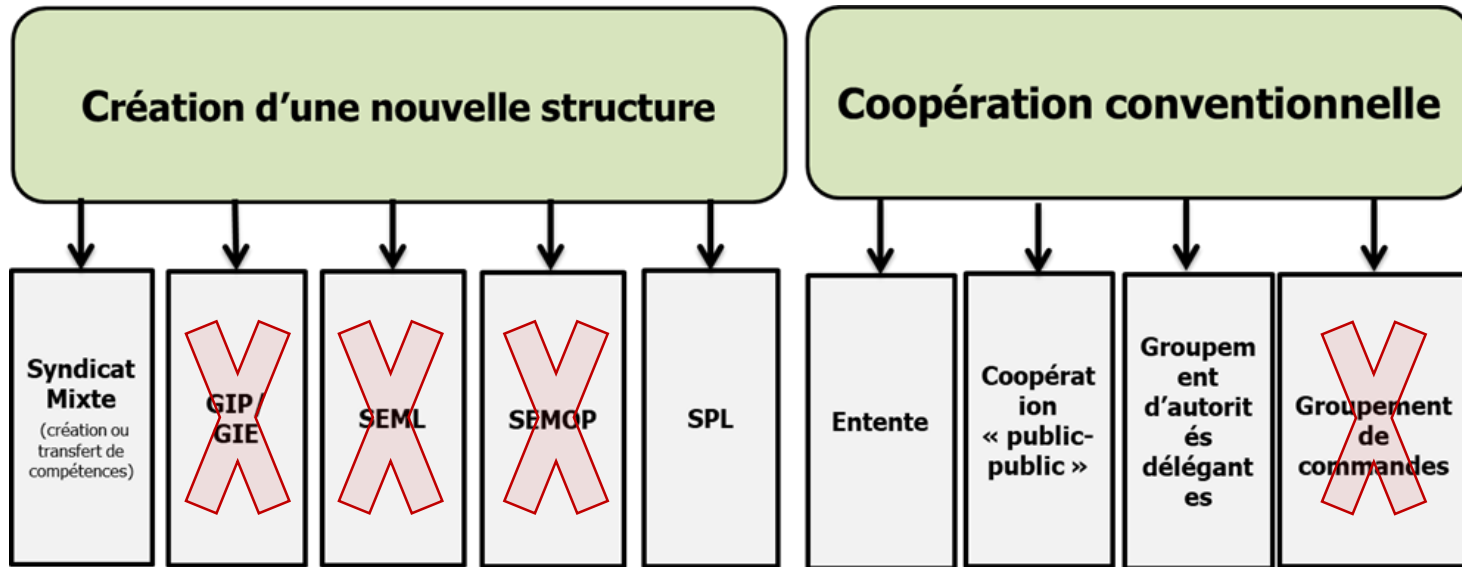 Création d'une nouvelle structure
Coopération conventionnelle
Syndicat
Mixte
(création ou
transfert de
compétences)
GIP/
GIE
SEML
SEMOP
SPL
Entente
Coopérat
ion
« public-
public »
Groupem
ent
d'autorit
és
délégant
es
Groupement
de
commandes